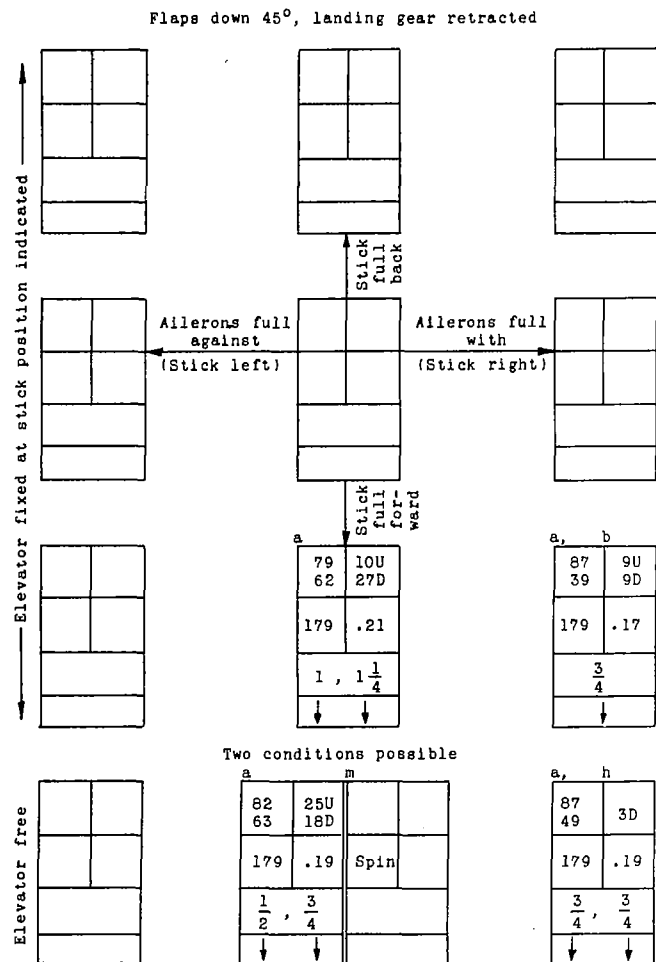 Flaps down 45°, landing gear retracted
Elevator fixed at stick position indicated
Stick
full
back
Ailerons full
against
(Stick left)
Ailerons full
with
(Stick right)
Stick
full
for-
ward
a
79 10U
62 27D
179 .21
1 , 1 1/4
↓ ↓
a, b
87 9U
39 9D
179 .17
3/4
↓
Two conditions possible
Elevator free
a m
82 25U
63 18D
179 .19 Spin
1/2 , 3/4
↓ ↓
a, h
87
49 3D
179 .19
3/4 , 3/4
↓ ↓